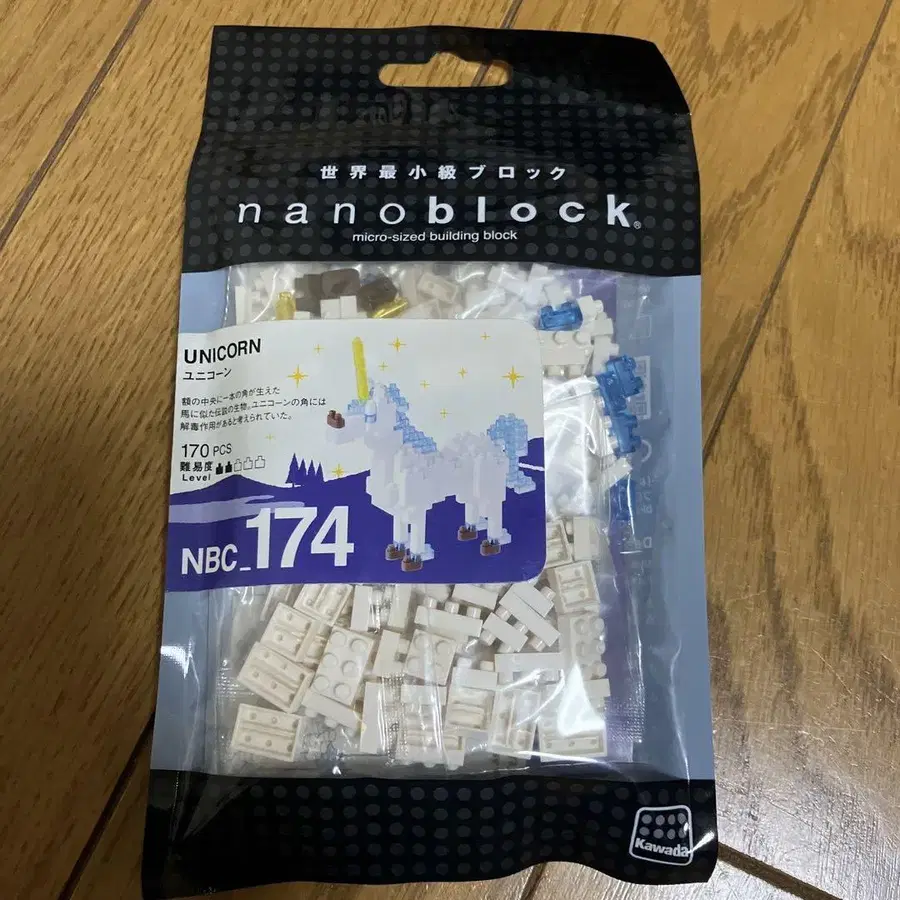 世界最小級ブロック
nanoblock®
micro-sized building block
UNICORN
ユニコーン
額の中央に一本の角が生えた
馬に似た伝説の生物。ユニコーンの角には
解毒作用があると考えられていた。
170 PCS
難易度
Level
NBC_174
Kawada